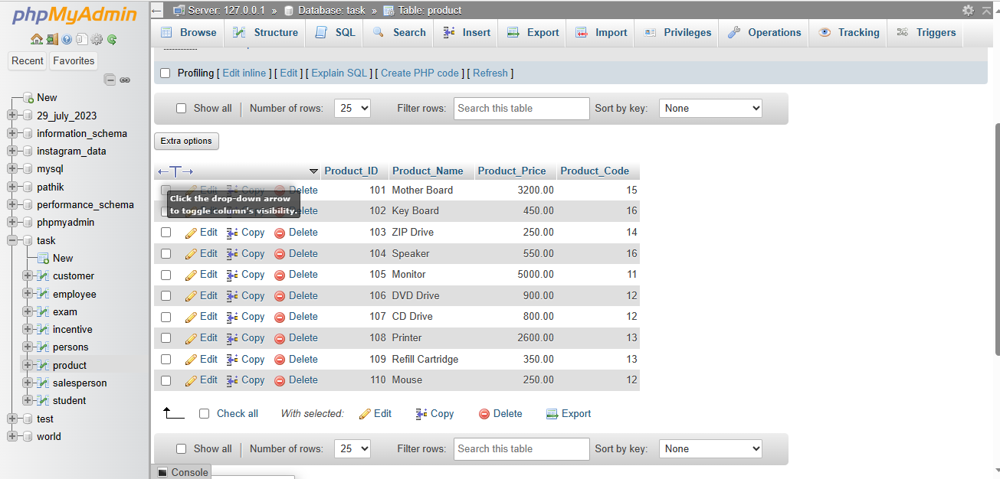 phpMyAdmin
Recent Favorites
New
29_july_2023
information_schema
instagram_data
mysql
pathik
performance_schema
phpmyadmin
task
New
customer
employee
exam
incentive
persons
product
salesperson
student
test
world
Server: 127.0.0.1 » Database: task » Table: product
Browse Structure SQL Search Insert Export Import Privileges Operations Tracking Triggers
Profiling [ Edit inline ] [ Edit ] [ Explain SQL ] [ Create PHP code ] [ Refresh ]
Show all Number of rows: 25 Filter rows: Search this table Sort by key: None
Extra options
←T→ Product_ID Product_Name Product_Price Product_Code
Edit Copy Delete 101 Mother Board 3200.00 15
Click the drop-down arrow
to toggle column's visibility.
Delete 102 Key Board 450.00 16
Edit Copy Delete 103 ZIP Drive 250.00 14
Edit Copy Delete 104 Speaker 550.00 16
Edit Copy Delete 105 Monitor 5000.00 11
Edit Copy Delete 106 DVD Drive 900.00 12
Edit Copy Delete 107 CD Drive 800.00 12
Edit Copy Delete 108 Printer 2600.00 13
Edit Copy Delete 109 Refill Cartridge 350.00 13
Edit Copy Delete 110 Mouse 250.00 12
Check all With selected: Edit Copy Delete Export
Show all Number of rows: 25 Filter rows: Search this table Sort by key: None
Console